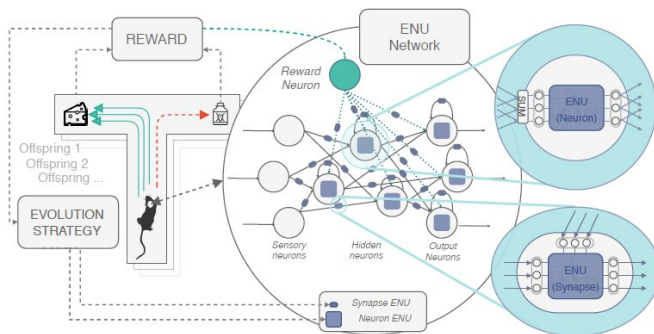 REWARD
ENU
Network
Reward
Neuron
SUM
ENU
(Neuron)
Offspring 1
Offspring 2
Offspring ...
EVOLUTION
STRATEGY
Sensory
neurons
Hidden
neurons
Output
Neurons
ENU
(Synapse)
Synapse ENU
Neuron ENU